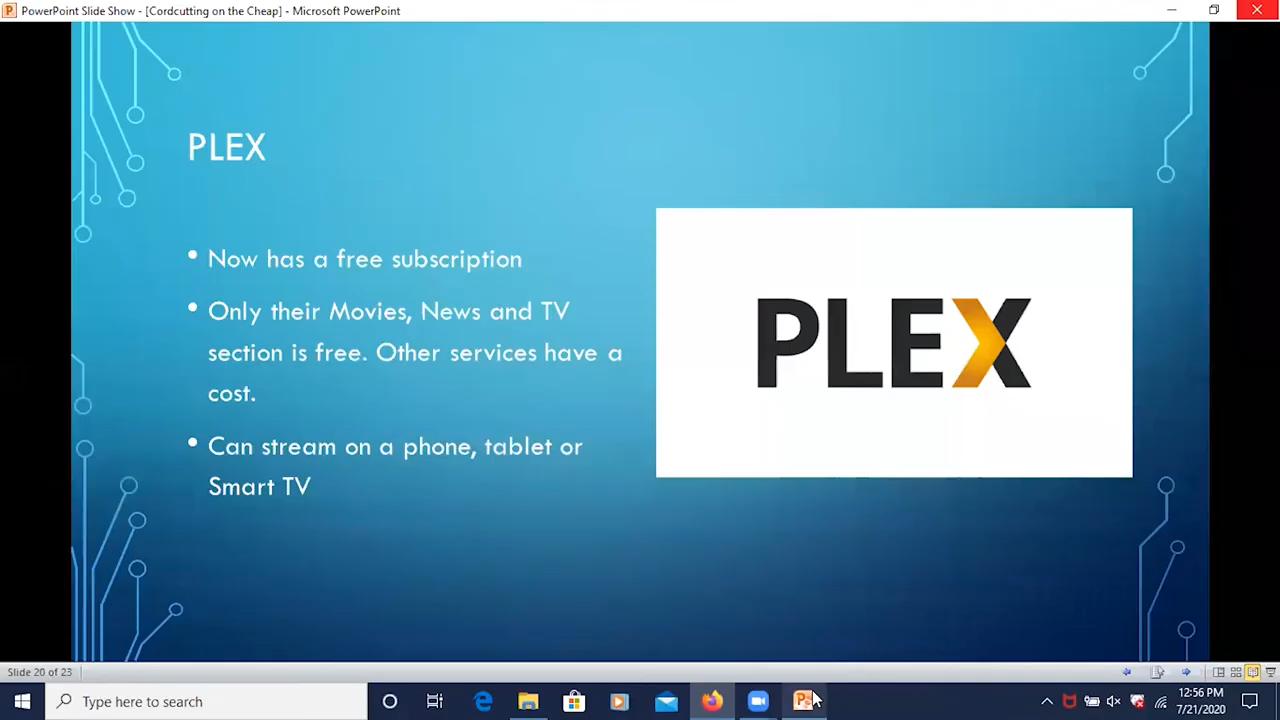 PowerPoint Slide Show - [Cordcutting on the Cheap] - Microsoft PowerPoint
PLEX
• Now has a free subscription
• Only their Movies, News and TV
section is free. Other services have a
cost.
• Can stream on a phone, tablet or
Smart TV
PLEX
Slide 20 of 23
Type here to search
12:56 PM
7/21/2020